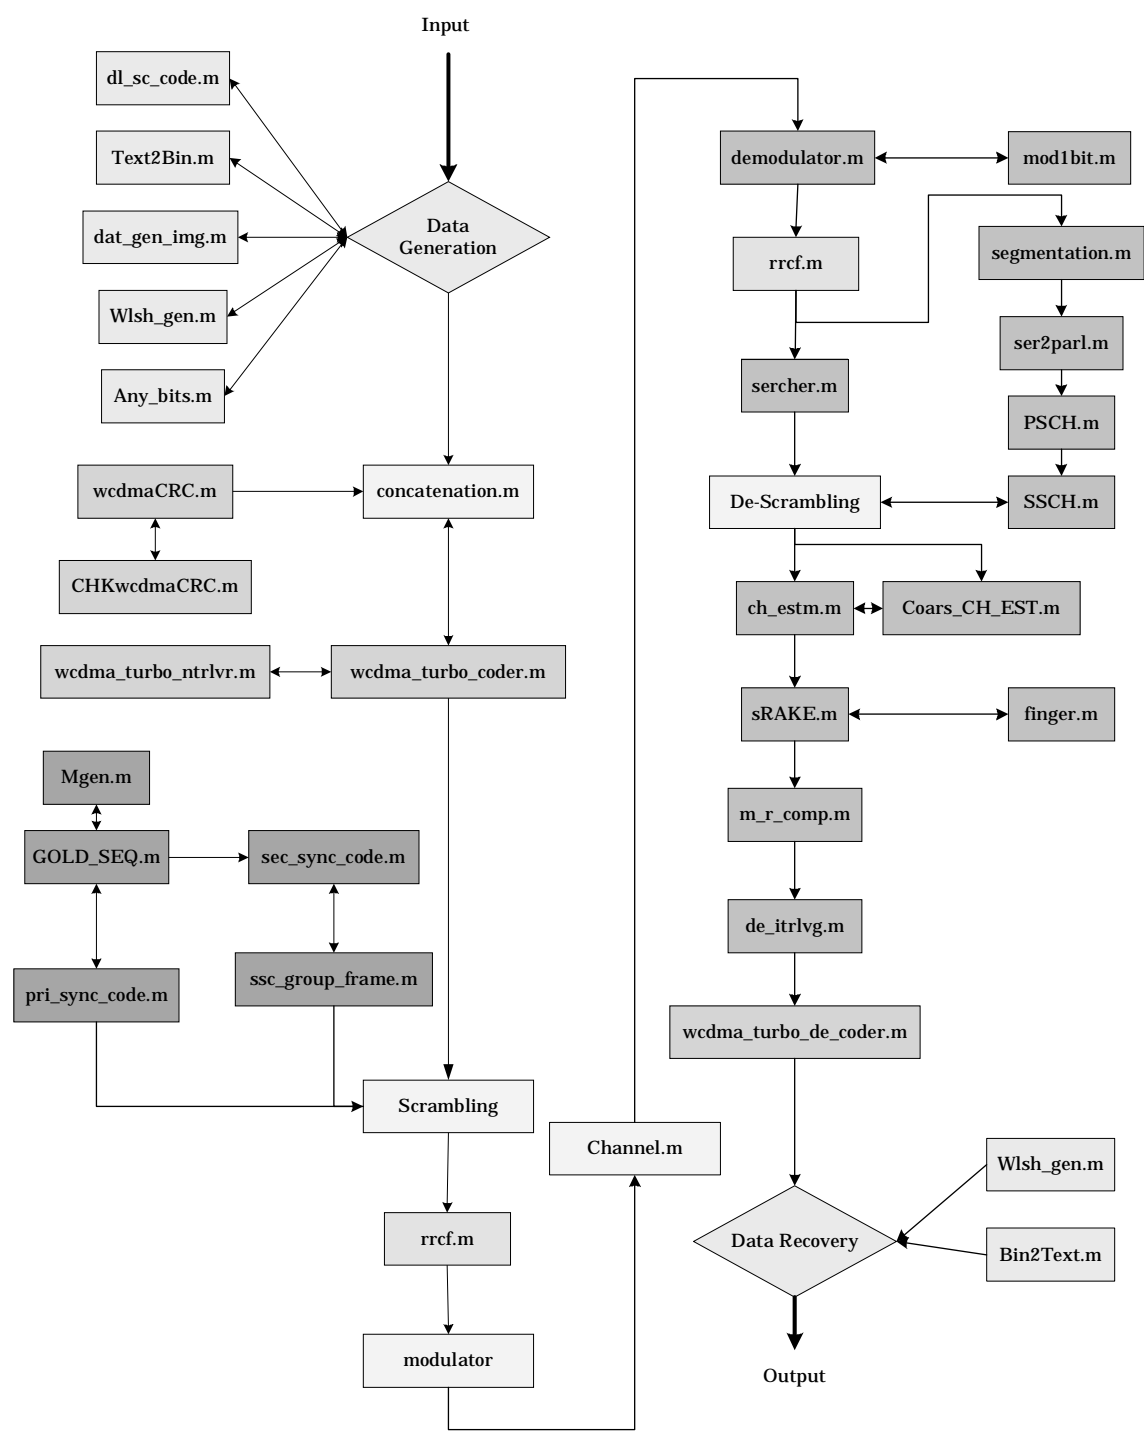 Input
dl_sc_code.m
Text2Bin.m
dat_gen_img.m
Wlsh_gen.m
Any_bits.m
Data
Generation
wcdmaCRC.m
concatenation.m
CHKwcdmaCRC.m
wcdma_turbo_ntrlvr.m
wcdma_turbo_coder.m
Mgen.m
GOLD_SEQ.m
sec_sync_code.m
pri_sync_code.m
ssc_group_frame.m
Scrambling
rrcf.m
modulator
Channel.m
demodulator.m
mod1bit.m
rrcf.m
segmentation.m
ser2parl.m
sercher.m
PSCH.m
De-Scrambling
SSCH.m
ch_estm.m
Coars_CH_EST.m
sRAKE.m
finger.m
m_r_comp.m
de_itrlvg.m
wcdma_turbo_de_coder.m
Wlsh_gen.m
Data Recovery
Bin2Text.m
Output